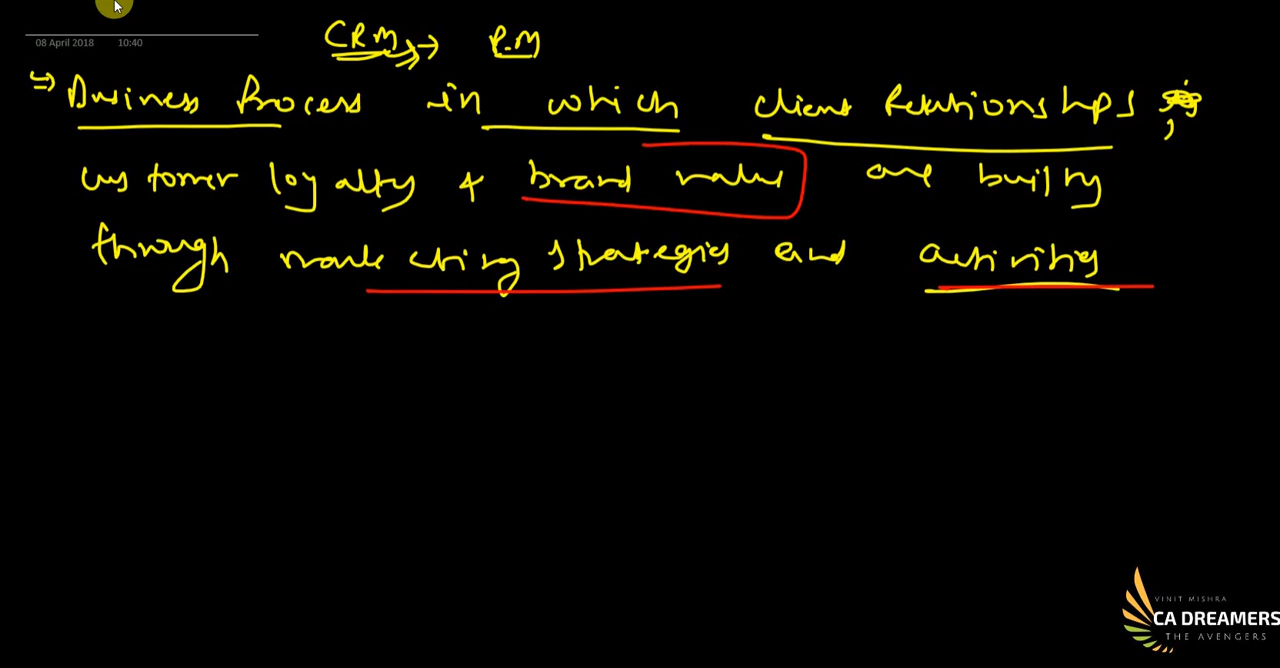 08 April 2018 10:40
CRM → R.M
→ Business Process in which client Relationships,
customer loyalty & brand value are built
through marketing strategies and activities
VINIT MISHRA
CA DREAMERS
THE AVENGERS